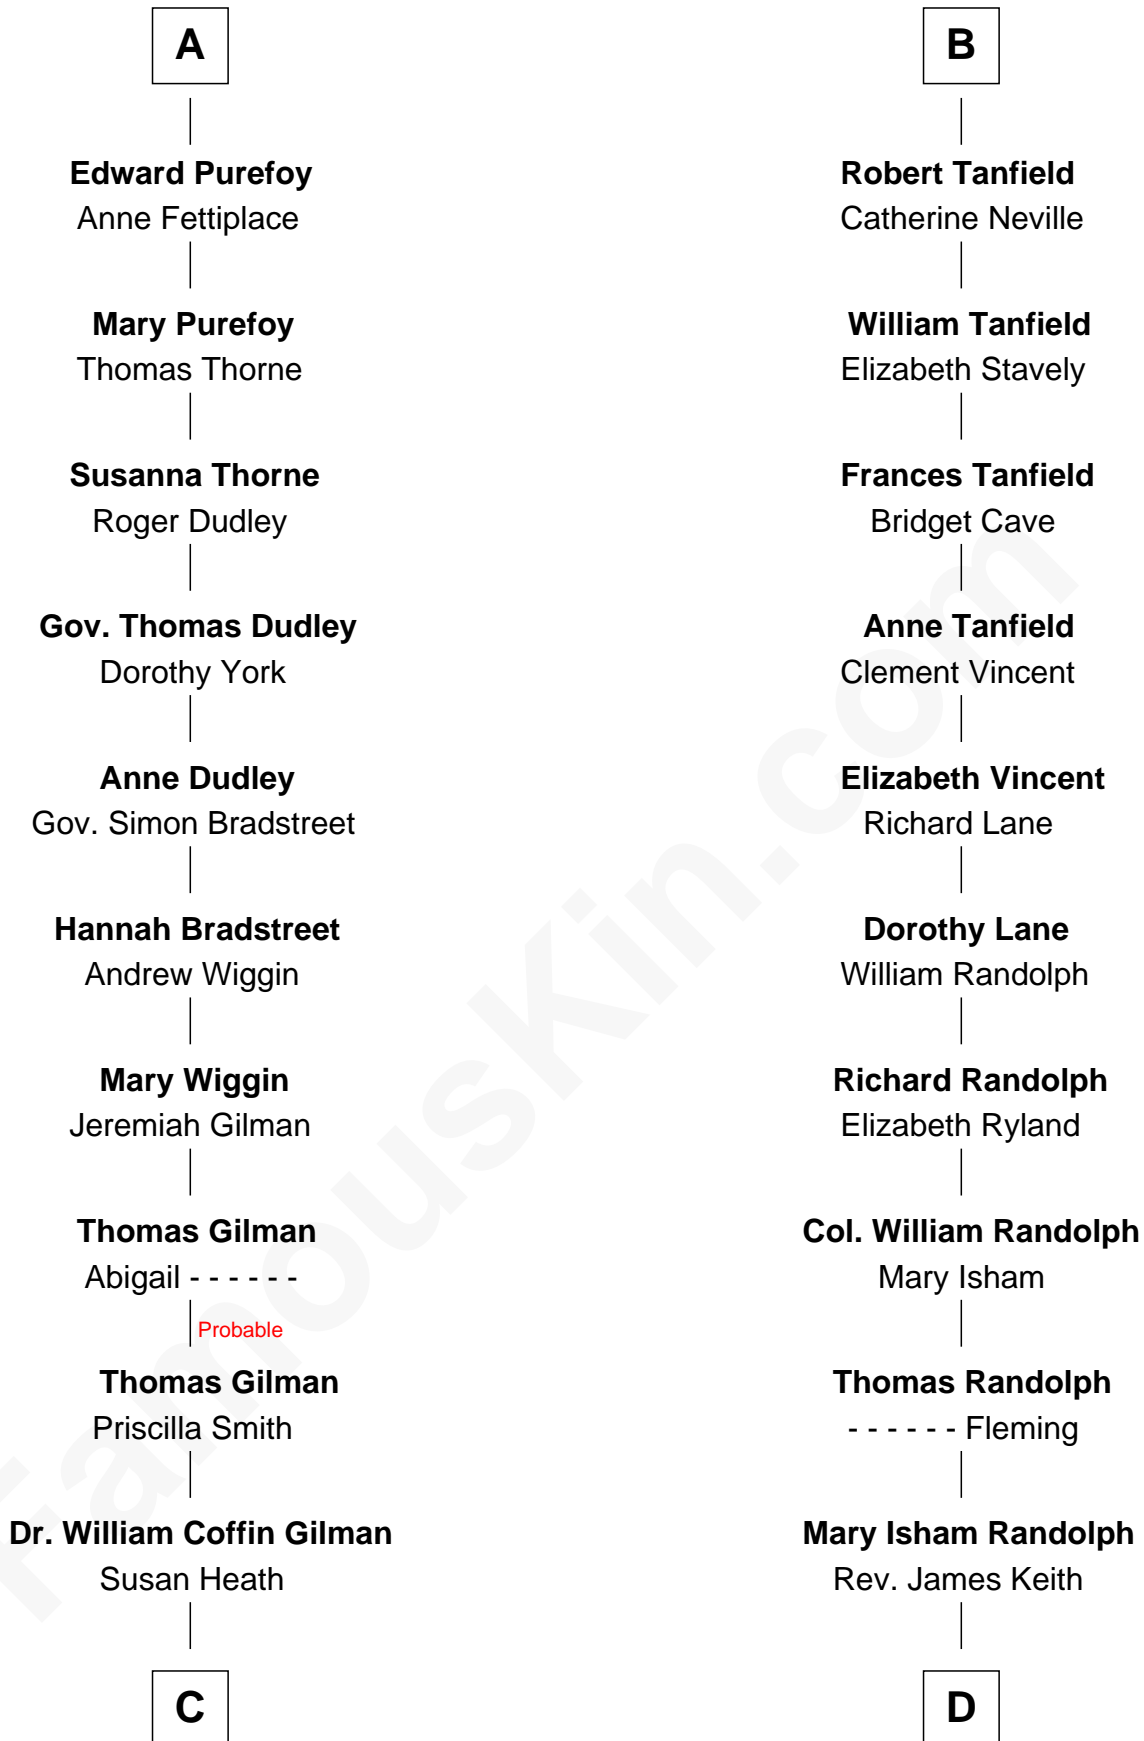 A
Edward Purefoy
Anne Fettiplace
Mary Purefoy
Thomas Thorne
Susanna Thorne
Roger Dudley
Gov. Thomas Dudley
Dorothy York
Anne Dudley
Gov. Simon Bradstreet
Hannah Bradstreet
Andrew Wiggin
Mary Wiggin
Jeremiah Gilman
Thomas Gilman
Abigail - - - - - -
Probable
Thomas Gilman
Priscilla Smith
Dr. William Coffin Gilman
Susan Heath
C
B
Robert Tanfield
Catherine Neville
William Tanfield
Elizabeth Stavely
Frances Tanfield
Bridget Cave
Anne Tanfield
Clement Vincent
Elizabeth Vincent
Richard Lane
Dorothy Lane
William Randolph
Richard Randolph
Elizabeth Ryland
Col. William Randolph
Mary Isham
Thomas Randolph
- - - - - - Fleming
Mary Isham Randolph
Rev. James Keith
D
FamousKin.com